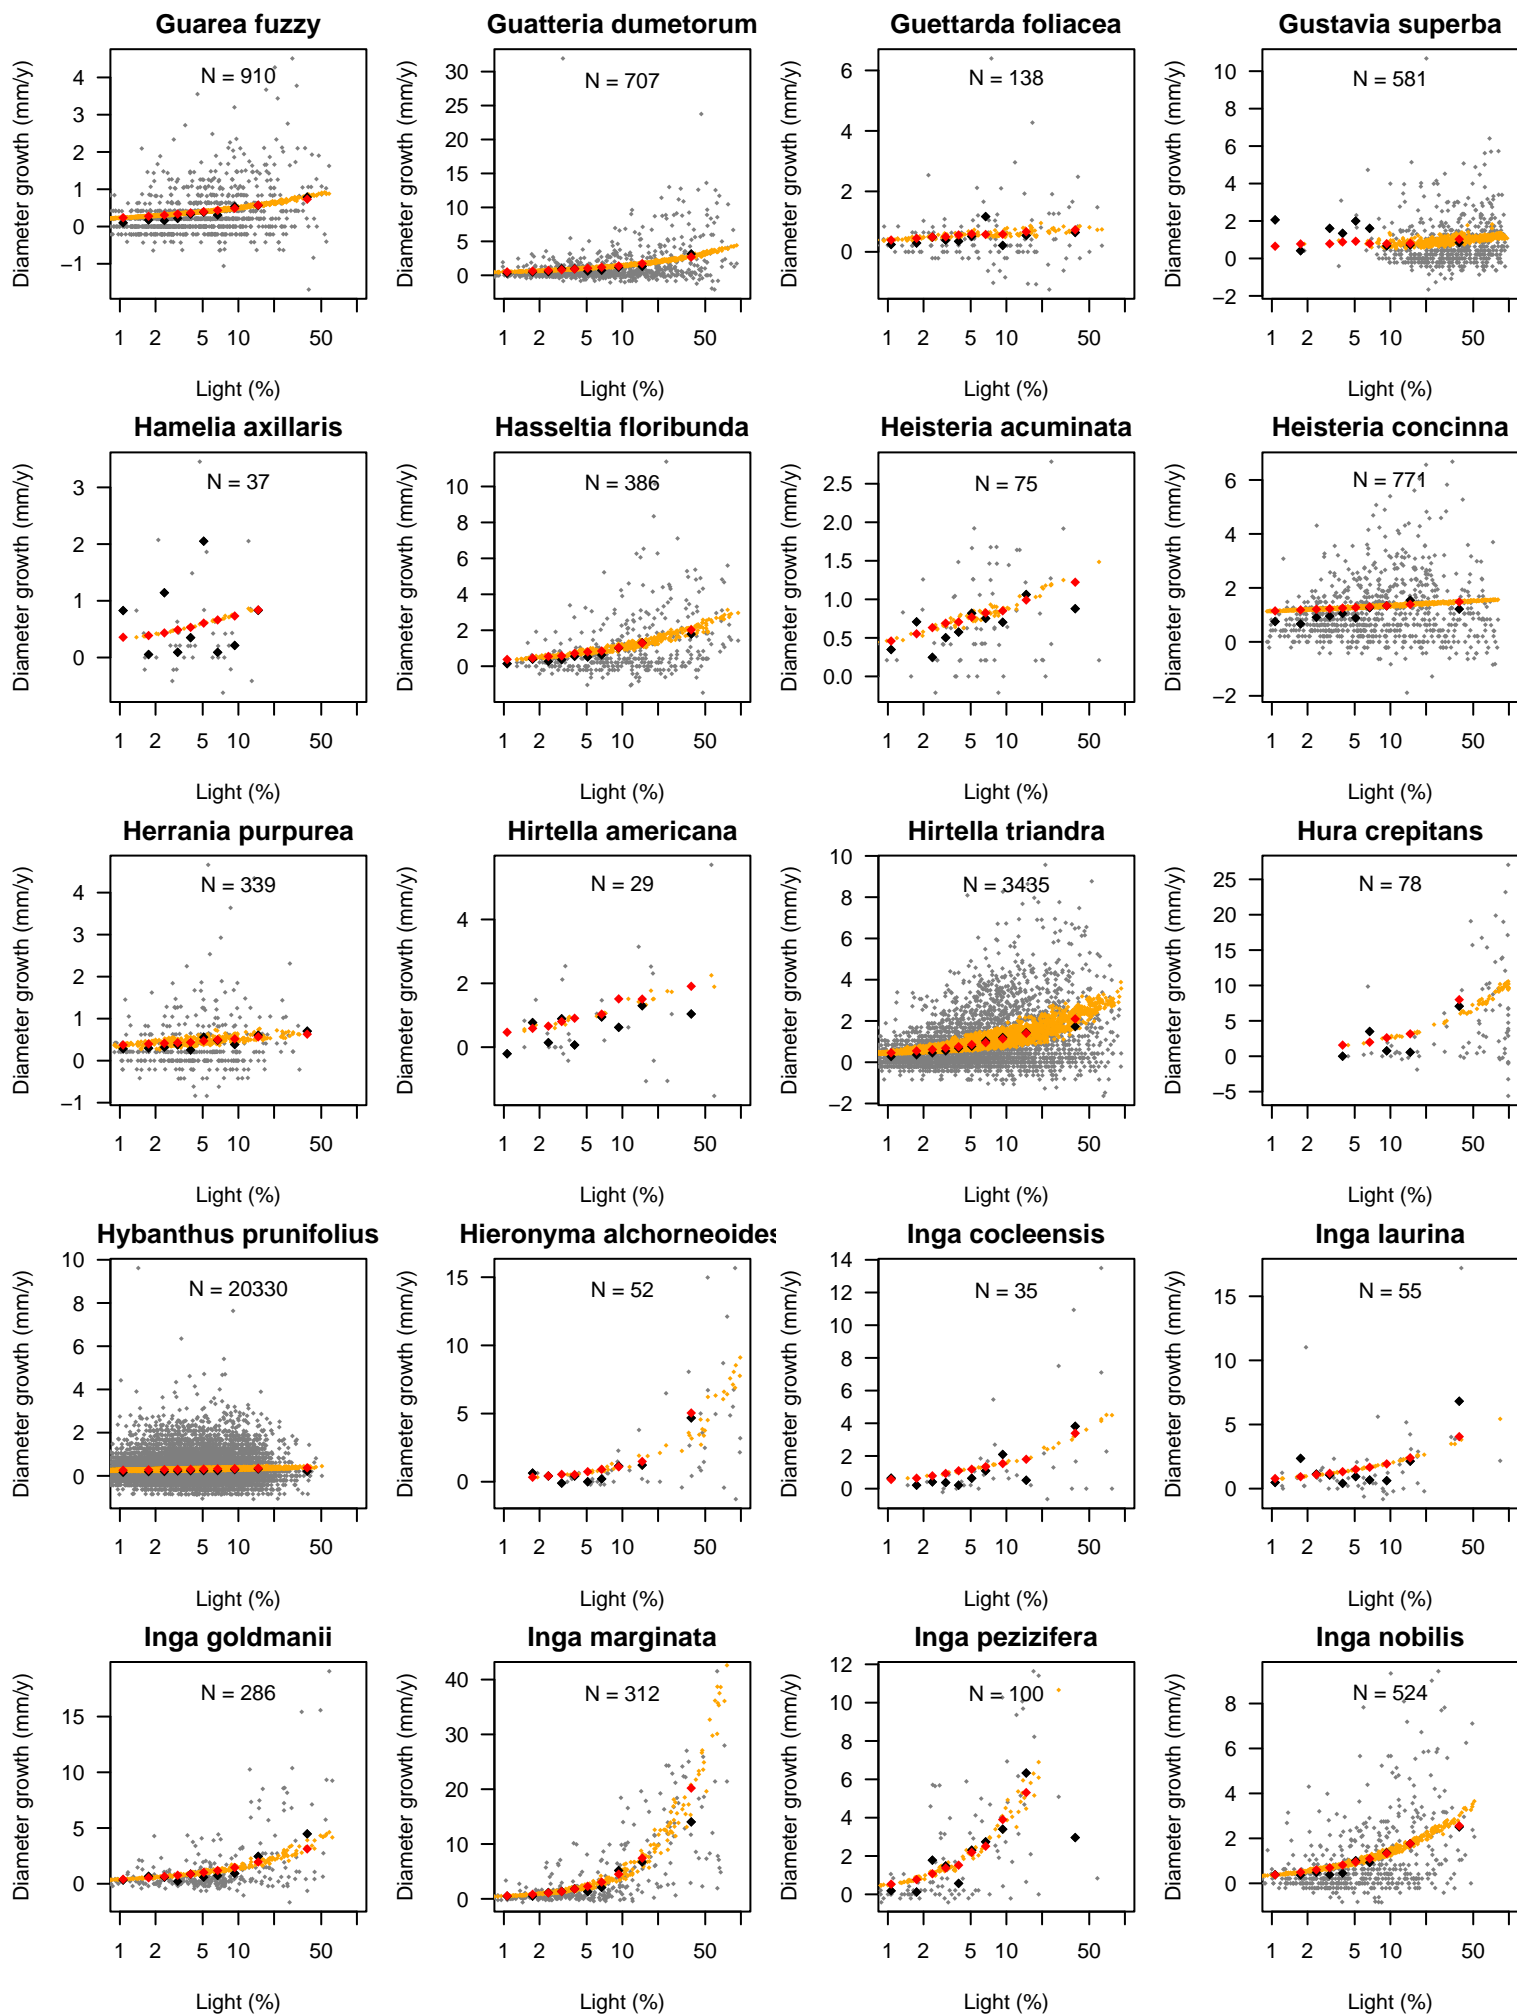 Guarea fuzzy Guatteria dumetorum Guettarda foliacea Gustavia superba
N = 910 N = 707 N = 138 N = 581
Diameter growth (mm/y) Diameter growth (mm/y) Diameter growth (mm/y) Diameter growth (mm/y)
4 3 2 1 0 −1
30 25 20 15 10 5 0
6 4 2 0
10 8 6 4 2 0 −2
1 2 5 10 50 1 2 5 10 50 1 2 5 10 50 1 2 5 10 50
Light (%) Light (%) Light (%) Light (%)
Hamelia axillaris Hasseltia floribunda Heisteria acuminata Heisteria concinna
N = 37 N = 386 N = 75 N = 771
Diameter growth (mm/y) Diameter growth (mm/y) Diameter growth (mm/y) Diameter growth (mm/y)
3 2 1 0
10 8 6 4 2 0
2.5 2.0 1.5 1.0 0.5 0.0
6 4 2 0 −2
1 2 5 10 50 1 2 5 10 50 1 2 5 10 50 1 2 5 10 50
Light (%) Light (%) Light (%) Light (%)
Herrania purpurea Hirtella americana Hirtella triandra Hura crepitans
N = 339 N = 29 N = 3435 N = 78
Diameter growth (mm/y) Diameter growth (mm/y) Diameter growth (mm/y) Diameter growth (mm/y)
4 3 2 1 0 −1
4 2 0
10 8 6 4 2 0 −2
25 20 15 10 5 0 −5
1 2 5 10 50 1 2 5 10 50 1 2 5 10 50 1 2 5 10 50
Light (%) Light (%) Light (%) Light (%)
Hybanthus prunifolius Hieronyma alchorneoides Inga cocleensis Inga laurina
N = 20330 N = 52 N = 35 N = 55
Diameter growth (mm/y) Diameter growth (mm/y) Diameter growth (mm/y) Diameter growth (mm/y)
10 8 6 4 2 0
15 10 5 0
14 12 10 8 6 4 2 0
15 10 5 0
1 2 5 10 50 1 2 5 10 50 1 2 5 10 50 1 2 5 10 50
Light (%) Light (%) Light (%) Light (%)
Inga goldmanii Inga marginata Inga pezizifera Inga nobilis
N = 286 N = 312 N = 100 N = 524
Diameter growth (mm/y) Diameter growth (mm/y) Diameter growth (mm/y) Diameter growth (mm/y)
15 10 5 0
40 30 20 10 0
12 10 8 6 4 2 0
8 6 4 2 0
1 2 5 10 50 1 2 5 10 50 1 2 5 10 50 1 2 5 10 50
Light (%) Light (%) Light (%) Light (%)